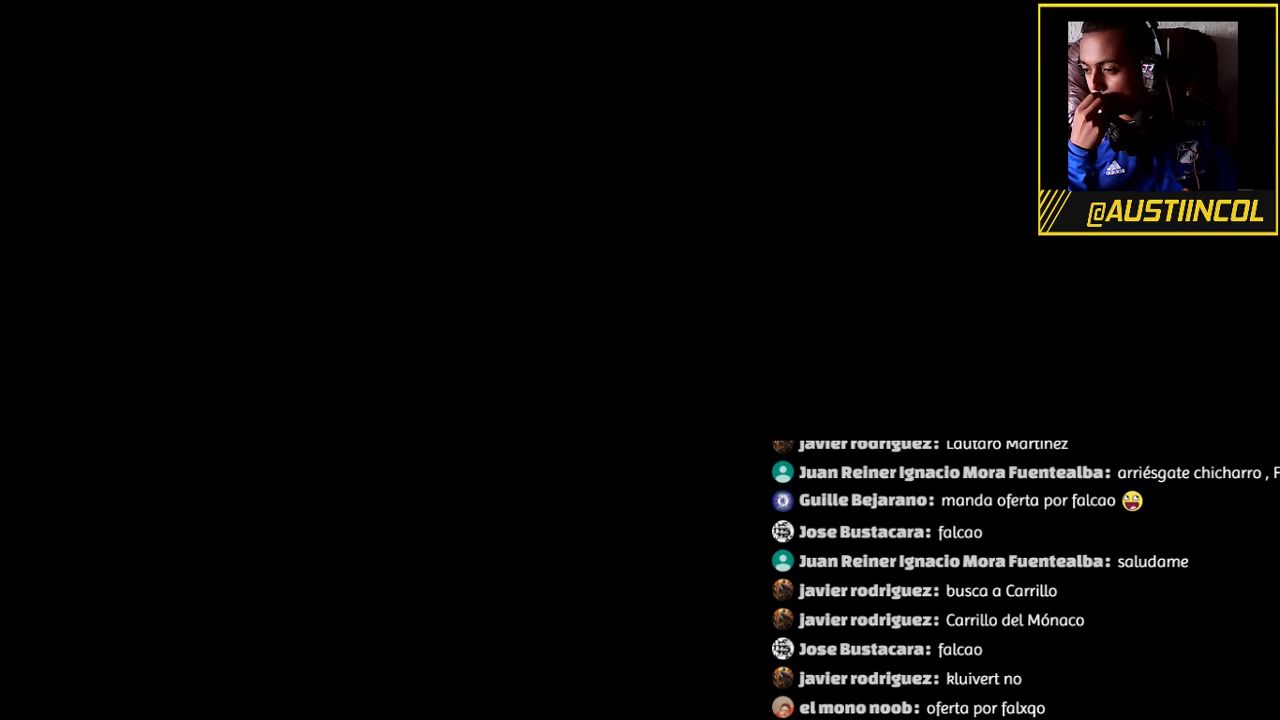 @AUSTIINCOL
javier rodriguez: Lautaro Martinez
Juan Reiner Ignacio Mora Fuentealba: arriésgate chicharro , F
Guille Bejarano: manda oferta por falcao
Jose Bustacara: falcao
Juan Reiner Ignacio Mora Fuentealba: saludame
javier rodriguez: busca a Carrillo
javier rodriguez: Carrillo del Mónaco
Jose Bustacara: falcao
javier rodriguez: kluivert no
el mono noob: oferta por falxqo